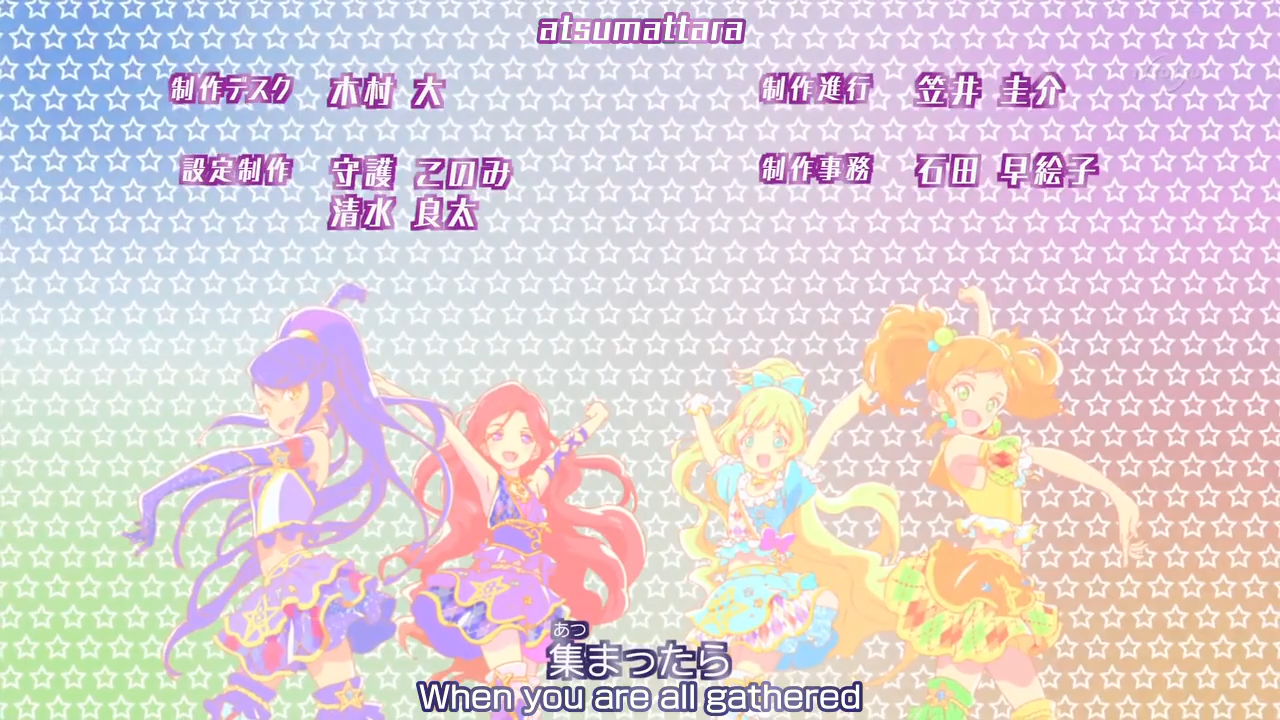 atsumattara
制作デスク 木村 大
制作進行 笠井 圭介
設定制作 守護 このみ
清水 良太
制作事務 石田 早絵子
あつ
集まったら
When you are all gathered